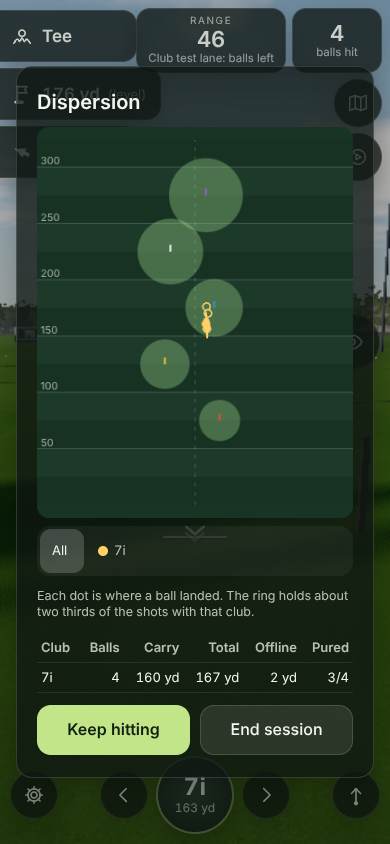 Tee
RANGE
46
Club test lane: balls left
4
balls hit
176 yd (level)
Dispersion
300
250
200
150
100
50
All
7i
Each dot is where a ball landed. The ring holds about
two thirds of the shots with that club.
Club Balls Carry Total Offline Pured
7i 4 160 yd 167 yd 2 yd 3/4
Keep hitting
End session
7i
163 yd